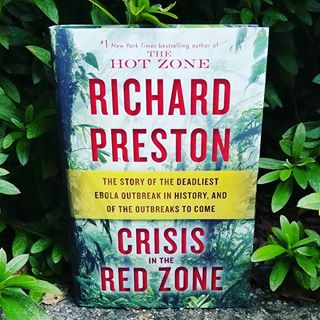 #1 New York Times bestselling author of
THE
HOT ZONE
RICHARD
PRESTON
THE STORY OF THE DEADLIEST
EBOLA OUTBREAK IN HISTORY, AND
OF THE OUTBREAKS TO COME
CRISIS
IN THE
RED ZONE